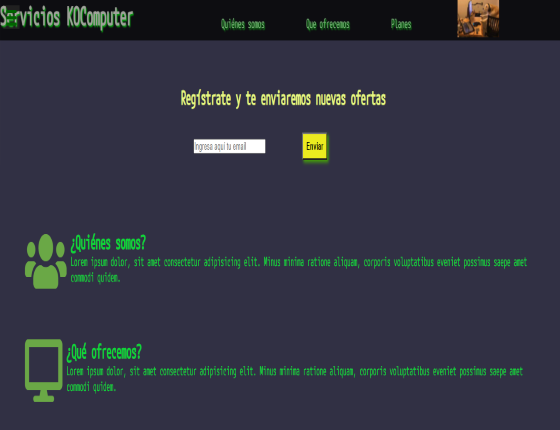 Servicios KOComputer
Quiénes somos
Que ofrecemos
Planes
Regístrate y te enviaremos nuevas ofertas
Ingresa aquí tu email
Enviar
¿Quiénes somos?
Lorem ipsum dolor, sit amet consectetur adipisicing elit. Minus minima ratione aliquam, corporis voluptatibus eveniet possimus saepe amet
commodi quidem.
¿Qué ofrecemos?
Lorem ipsum dolor, sit amet consectetur adipisicing elit. Minus minima ratione aliquam, corporis voluptatibus eveniet possimus saepe amet
commodi quidem.